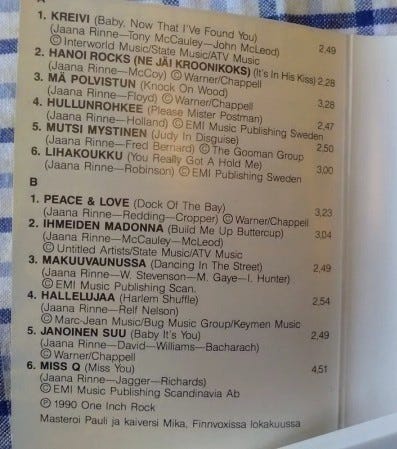 A
1. KREIVI (Baby, Now That I'Ve Found You)
(Jaana Rinne—Tony McCauley—John McLeod)
Ⓒ Interworld Music/State Music/ATV Music 2,49
2. HANOI ROCKS (NE JÄI KROONIKOKS) (It's In His Kiss) 2,28
(Jaana Rinne—McCoy) Ⓒ Warner/Chappell
3. MÄ POLVISTUN (Knock On Wood)
(Jaana Rinne—Floyd) Ⓒ Warner/Chappell 3,28
4. HULLUNROHKEE (Please Mister Postman)
(Jaana Rinne—Holland) Ⓒ EMI Music Publishing Sweden 2,47
5. MUTSI MYSTINEN (Judy In Disguise) 2,50
(Jaana Rinne—Fred Bernard) Ⓒ The Gooman Group
6. LIHAKOUKKU (You Really Got A Hold Me) 3,00
(Jaana Rinne—Robinson) Ⓒ EMI Publishing Sweden
B
1. PEACE & LOVE (Dock Of The Bay)
(Jaana Rinne—Redding—Cropper) Ⓒ Warner/Chappell 3,23
2. IHMEIDEN MADONNA (Build Me Up Buttercup) 3,04
(Jaana Rinne—McCauley—McLeod)
Ⓒ Untitled Artists/State Music/ATV Music
3. MAKUUVAUNUSSA (Dancing In The Street) 2,49
(Jaana Rinne—W. Stevenson—M. Gaye—I. Hunter)
Ⓒ EMI Music Publishing Scan.
4. HALLELUJAA (Harlem Shuffle) 2,54
(Jaana Rinne—Relf Nelson)
Ⓒ Marc-Jean Music/Bug Music Group/Keymen Music
5. JANOINEN SUU (Baby It's You) 2,49
(Jaana Rinne—David—Williams—Bacharach)
Ⓒ Warner/Chappell
6. MISS Q (Miss You) 4,51
(Jaana Rinne—Jagger—Richards)
Ⓒ EMI Music Publishing Scandinavia Ab
Ⓟ 1990 One Inch Rock
Masteroi Pauli ja kaiversi Mika, Finnvoxissa lokakuussa